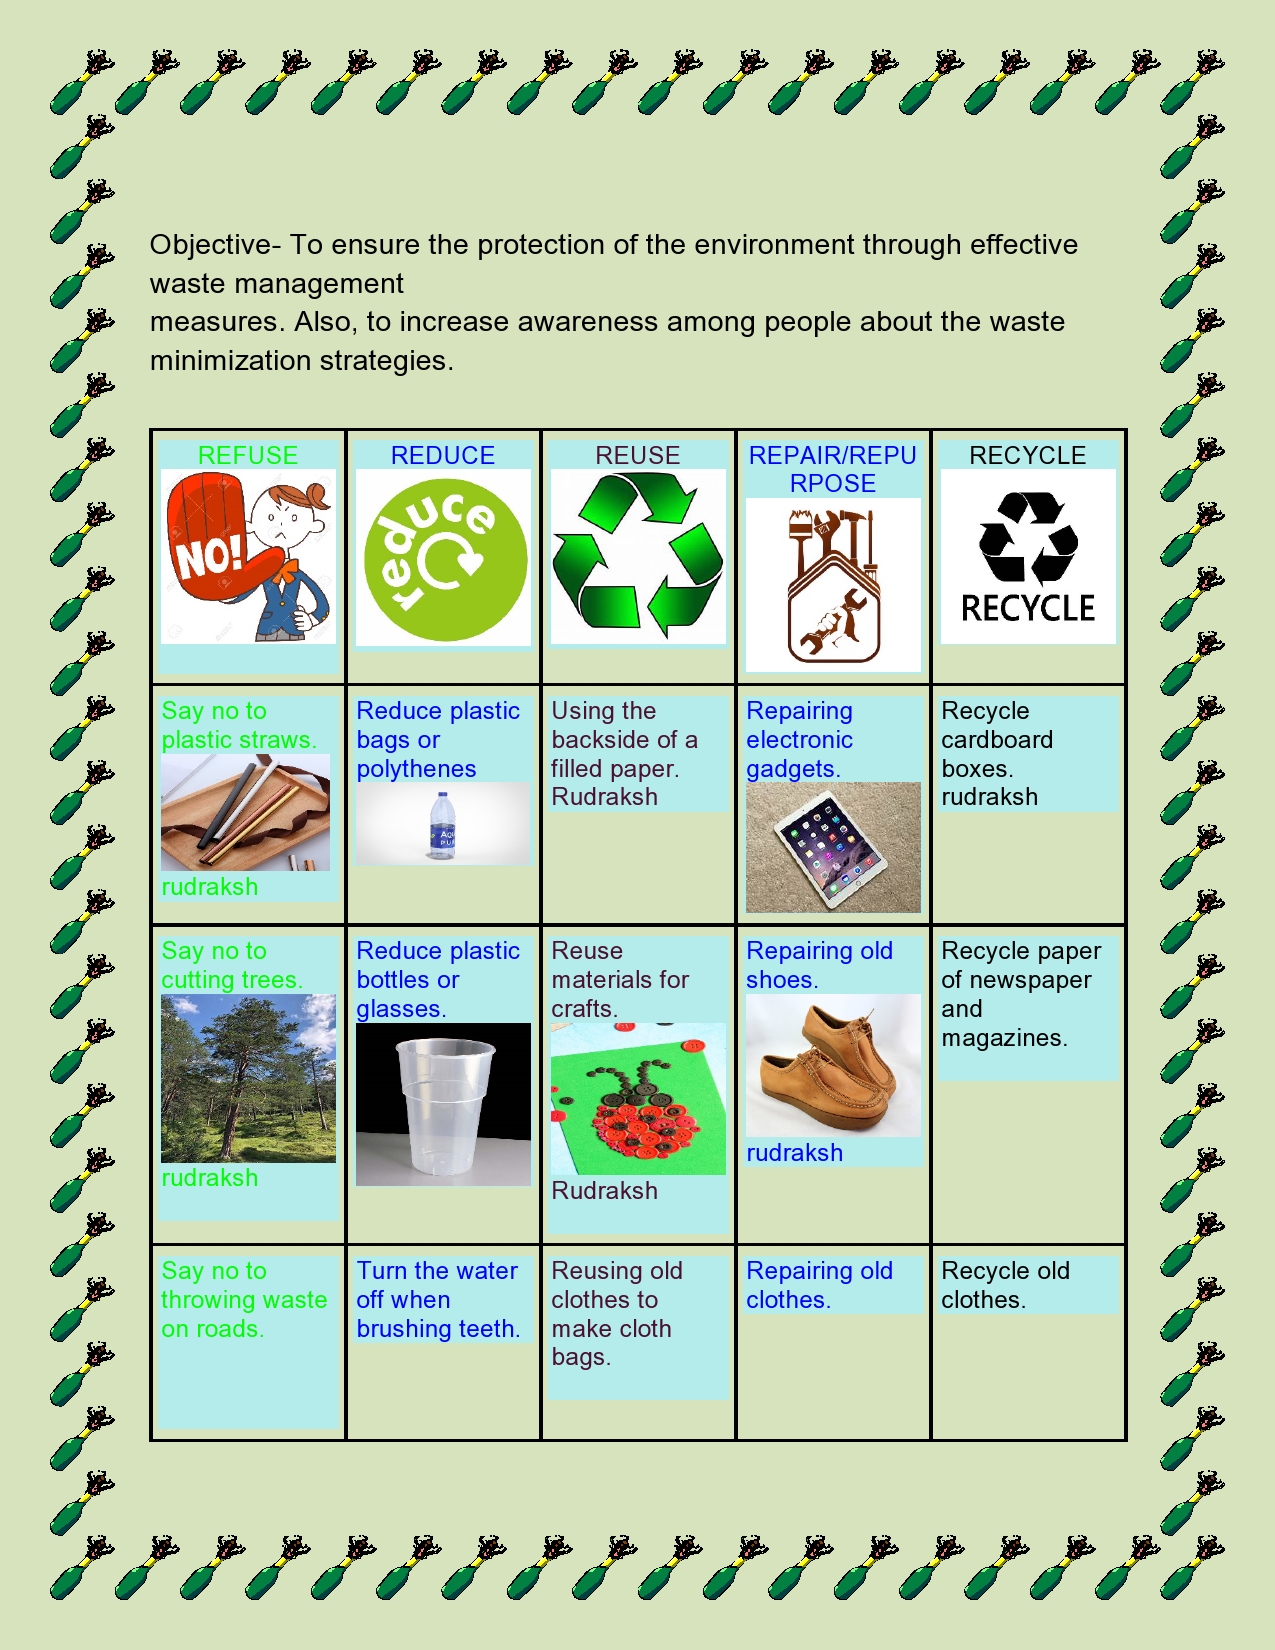 Objective- To ensure the protection of the environment through effective
waste management
measures. Also, to increase awareness among people about the waste
minimization strategies.
REFUSE
NO!
REDUCE
reduce
REUSE
REPAIR/REPU
RPOSE
RECYCLE
RECYCLE
Say no to
plastic straws.
rudraksh
Reduce plastic
bags or
polythenes
Using the
backside of a
filled paper.
Rudraksh
Repairing
electronic
gadgets.
Recycle
cardboard
boxes.
rudraksh
Say no to
cutting trees.
rudraksh
Reduce plastic
bottles or
glasses.
Reuse
materials for
crafts.
Rudraksh
Repairing old
shoes.
rudraksh
Recycle paper
of newspaper
and
magazines.
Say no to
throwing waste
on roads.
Turn the water
off when
brushing teeth.
Reusing old
clothes to
make cloth
bags.
Repairing old
clothes.
Recycle old
clothes.